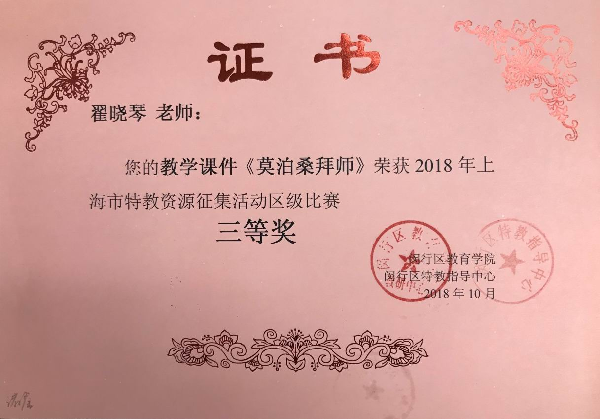 证书
翟晓琴 老师：
您的教学课件《莫泊桑拜师》荣获 2018 年上
海市特教资源征集活动区级比赛
三等奖
闵行区教育学院
闵行区特教指导中心
2018 年 10 月